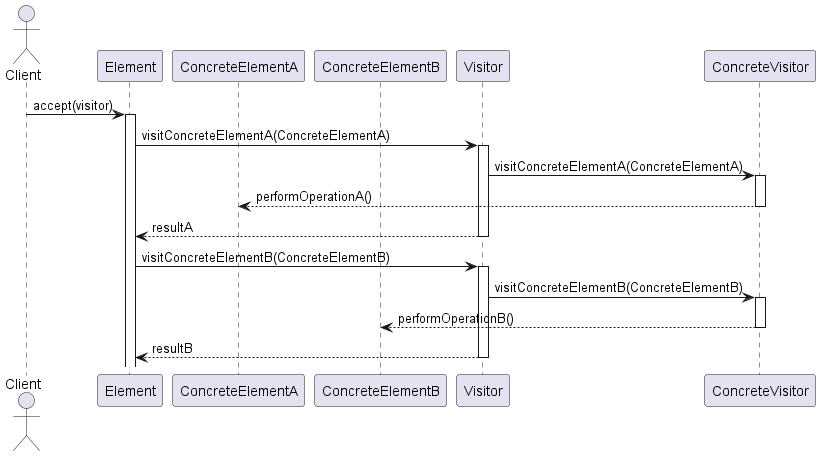 Client
Element
ConcreteElementA
ConcreteElementB
Visitor
ConcreteVisitor
accept(visitor)
visitConcreteElementA(ConcreteElementA)
visitConcreteElementA(ConcreteElementA)
performOperationA()
resultA
visitConcreteElementB(ConcreteElementB)
visitConcreteElementB(ConcreteElementB)
performOperationB()
resultB
Client
Element
ConcreteElementA
ConcreteElementB
Visitor
ConcreteVisitor